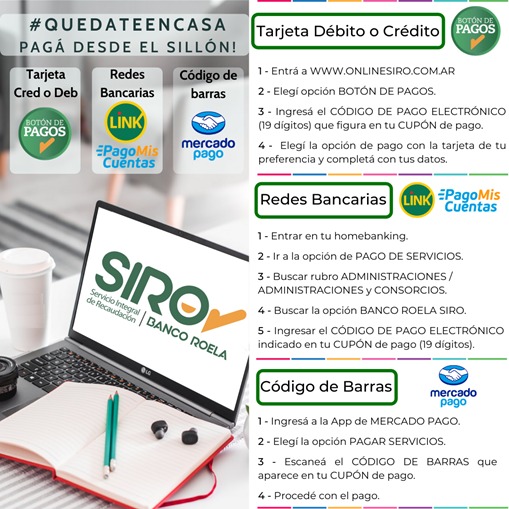 #QUEDATEENCASA
PAGÁ DESDE EL SILLÓN!
Tarjeta
Cred o Deb
BOTÓN DE
PAGOS
Redes
Bancarias
LINK
PagoMis
Cuentas
Código de
barras
mercado
pago
SIRO
Servicio Integral
de Recaudación
BANCO ROELA
LG
Tarjeta Débito o Crédito
BOTÓN DE
PAGOS
1 - Entrá a WWW.ONLINESIRO.COM.AR
2 - Elegí opción BOTÓN DE PAGOS.
3 - Ingresá el CÓDIGO DE PAGO ELECTRÓNICO
(19 dígitos) que figura en tu CUPÓN de pago.
4 - Elegí la opción de pago con la tarjeta de tu
preferencia y completá con tus datos.
Redes Bancarias
LINK
PagoMis
Cuentas
1 - Entrar en tu homebanking.
2 - Ir a la opción de PAGO DE SERVICIOS.
3 - Buscar rubro ADMINISTRACIONES /
ADMINISTRACIONES y CONSORCIOS.
4 - Buscar la opción BANCO ROELA SIRO.
5 - Ingresar el CÓDIGO DE PAGO ELECTRÓNICO
indicado en tu CUPÓN de pago (19 dígitos).
Código de Barras
mercado
pago
1 - Ingresá a la App de MERCADO PAGO.
2 - Elegí la opción PAGAR SERVICIOS.
3 - Escaneá el CÓDIGO DE BARRAS que
aparece en tu CUPÓN de pago.
4 - Procedé con el pago.